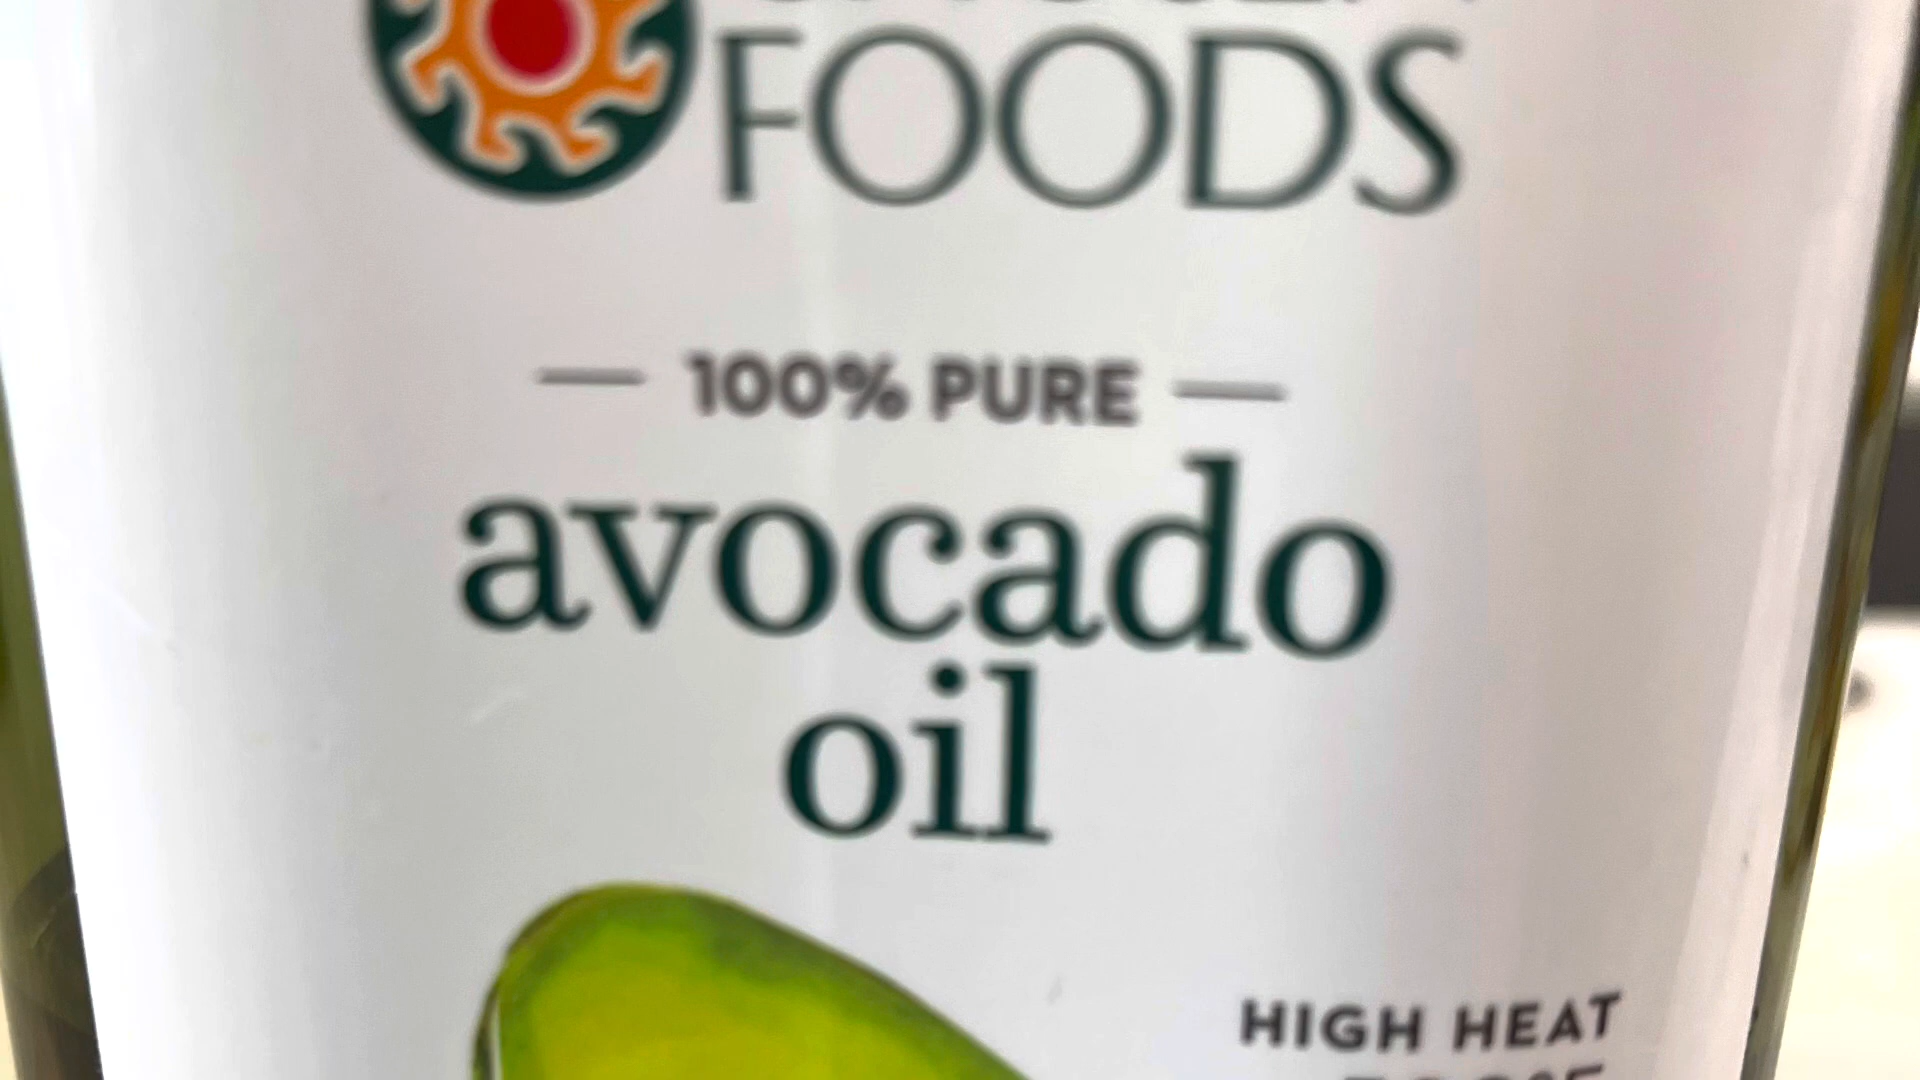 FOODS
100% PURE
avocado
oil
HIGH HEAT